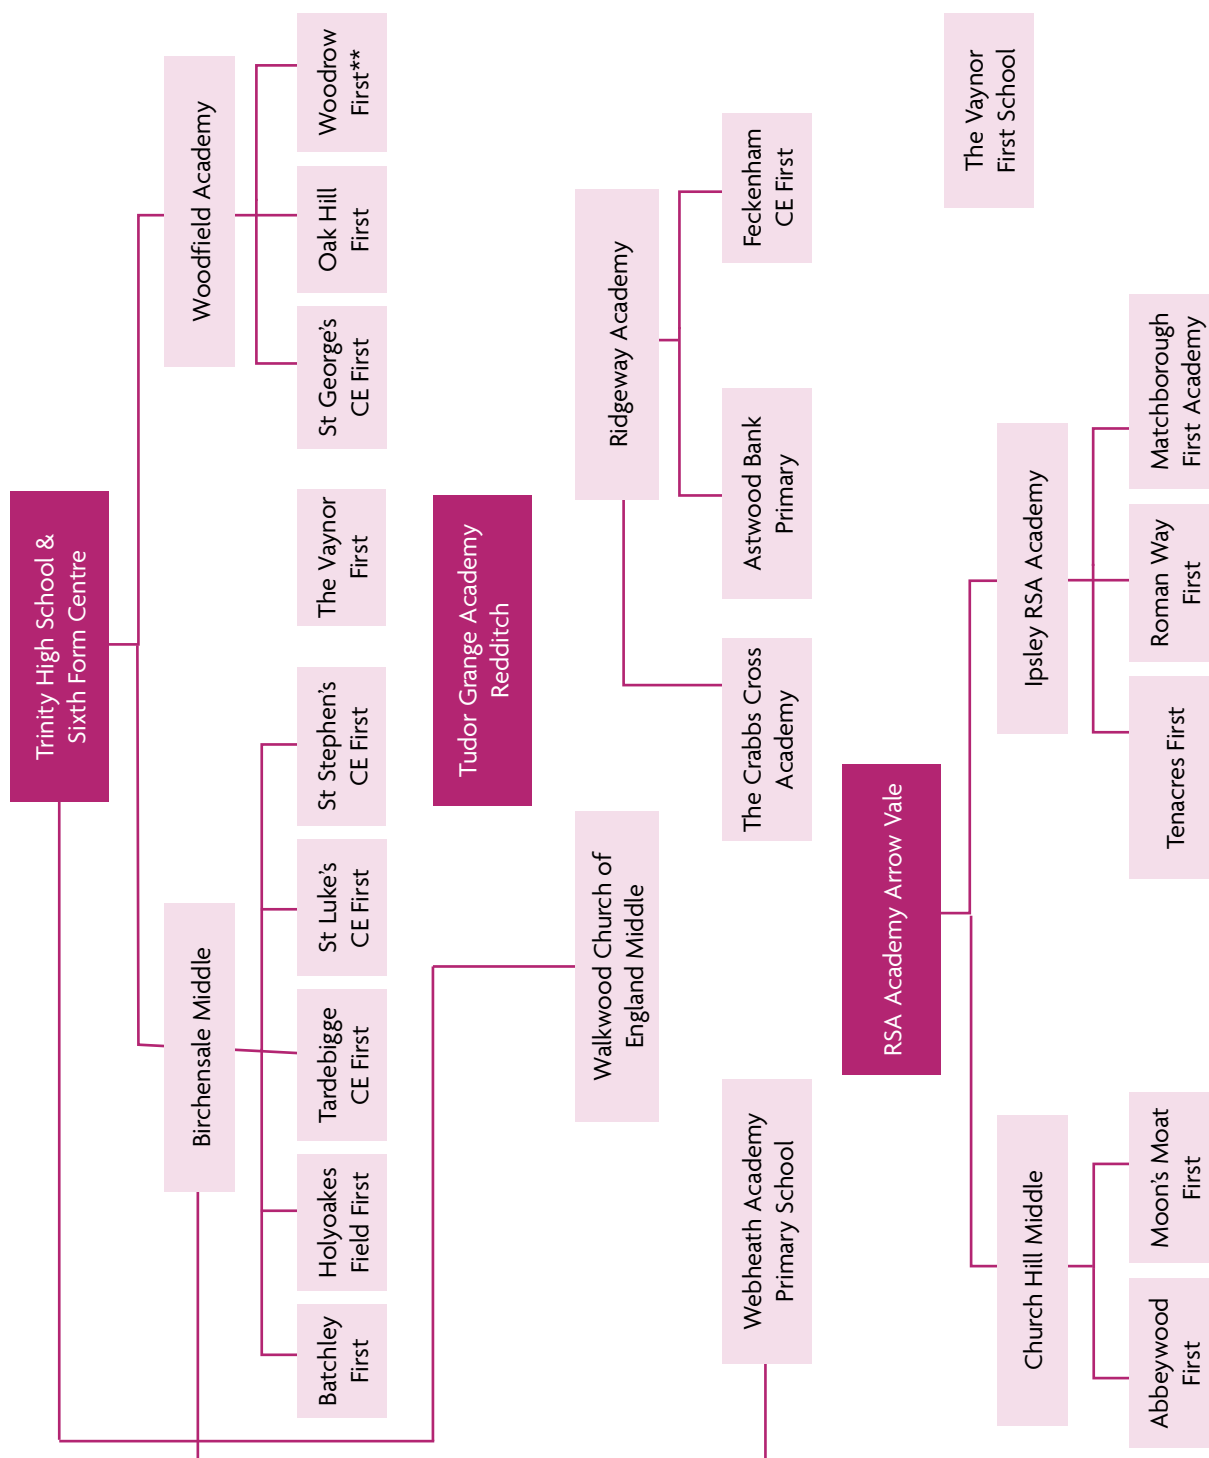 Trinity High School &
Sixth Form Centre
Birchensale Middle
Woodfield Academy
Batchley
First
Holyoakes
Field First
Tardebigge
CE First
St Luke's
CE First
St Stephen's
CE First
The Vaynor
First
St George's
CE First
Oak Hill
First
Woodrow
First**
Tudor Grange Academy
Redditch
Walkwood Church of
England Middle
Ridgeway Academy
Webheath Academy
Primary School
The Crabbs Cross
Academy
Astwood Bank
Primary
Feckenham
CE First
RSA Academy Arrow Vale
The Vaynor
First School
Church Hill Middle
Ipsley RSA Academy
Abbeywood
First
Moon's Moat
First
Tenacres First
Roman Way
First
Matchborough
First Academy